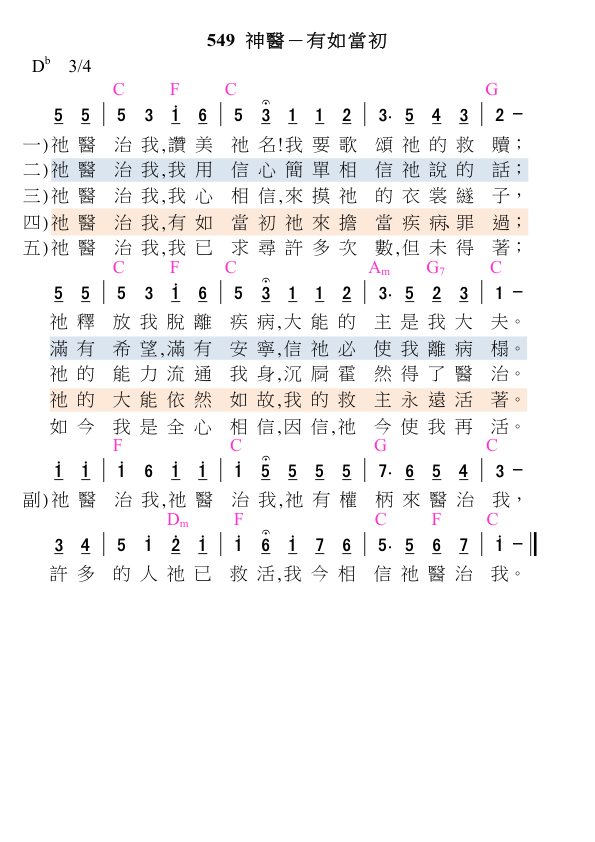 549 神醫－有如當初
Dᵇ 3/4
C F C G
5 5 | 5 3 i 6 | 5 3 1 1 2 | 3. 5 4 3 | 2 －
一)祂醫 治我,讚美 祂名!我要歌 頌祂的救 贖；
二)祂醫 治我,我用 信心簡單相 信祂說的 話；
三)祂醫 治我,我心 相信,來摸祂 的衣裳繸 子，
四)祂醫 治我,有如 當初祂來擔 當疾病,罪 過；
五)祂醫 治我,我已 求尋許多次 數,但未得 著；
C F C Am G7 C
5 5 | 5 3 i 6 | 5 3 1 1 2 | 3. 5 2 3 | 1 －
祂釋 放我脫離 疾病,大能的 主是我大 夫。
滿有 希望,滿有 安寧,信祂必 使我離病 榻。
祂的 能力流通 我身,沉屙霍 然得了醫 治。
祂的 大能依然 如故,我的救 主永遠活 著。
如今 我是全心 相信,因信,祂 今使我再 活。
F C G C
i i | i 6 i i | i 5 5 5 5 | 7. 6 5 4 | 3 －
副)祂醫 治我,祂醫 治我,祂有權 柄來醫治 我，
Dm F C F C
3 4 | 5 i 2̇ i | i 6 i 7 6 | 5. 5 6 7 | i － ‖
許多 的人祂已 救活,我今相 信祂醫治 我。